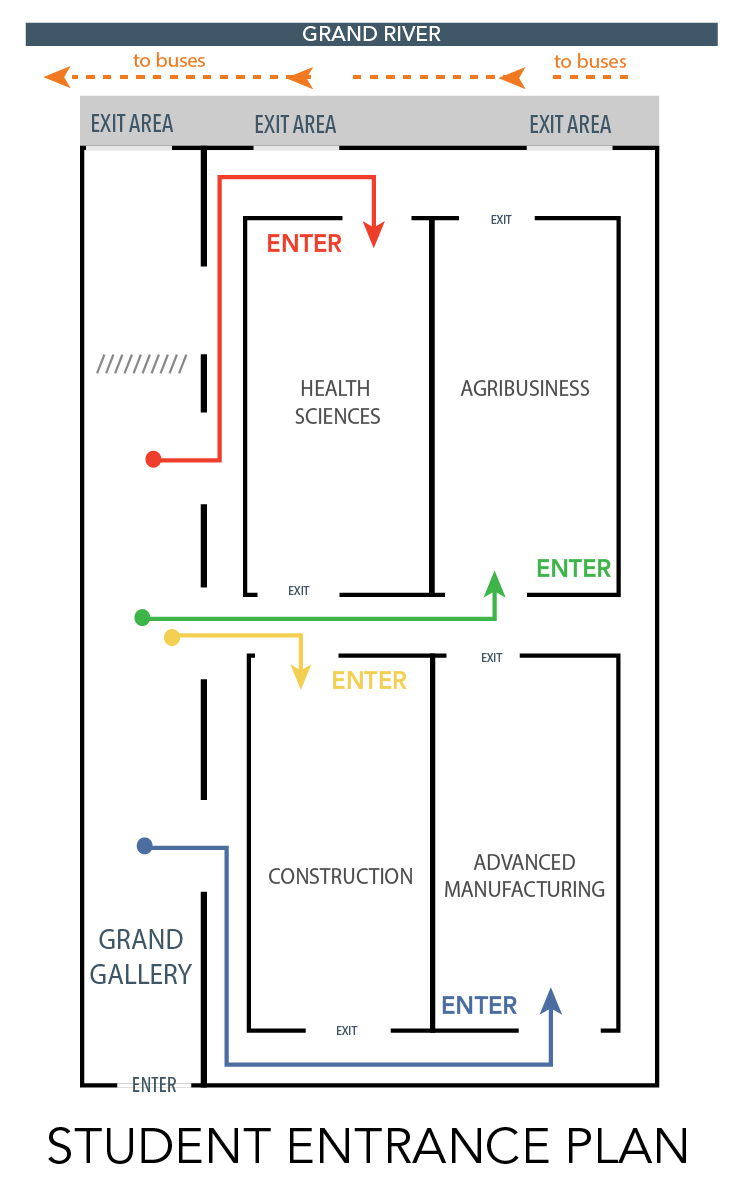 GRAND RIVER
to buses
to buses
EXIT AREA
EXIT AREA
EXIT AREA
EXIT
ENTER
HEALTH
SCIENCES
AGRIBUSINESS
ENTER
EXIT
EXIT
ENTER
CONSTRUCTION
ADVANCED
MANUFACTURING
GRAND
GALLERY
ENTER
EXIT
ENTER
STUDENT ENTRANCE PLAN